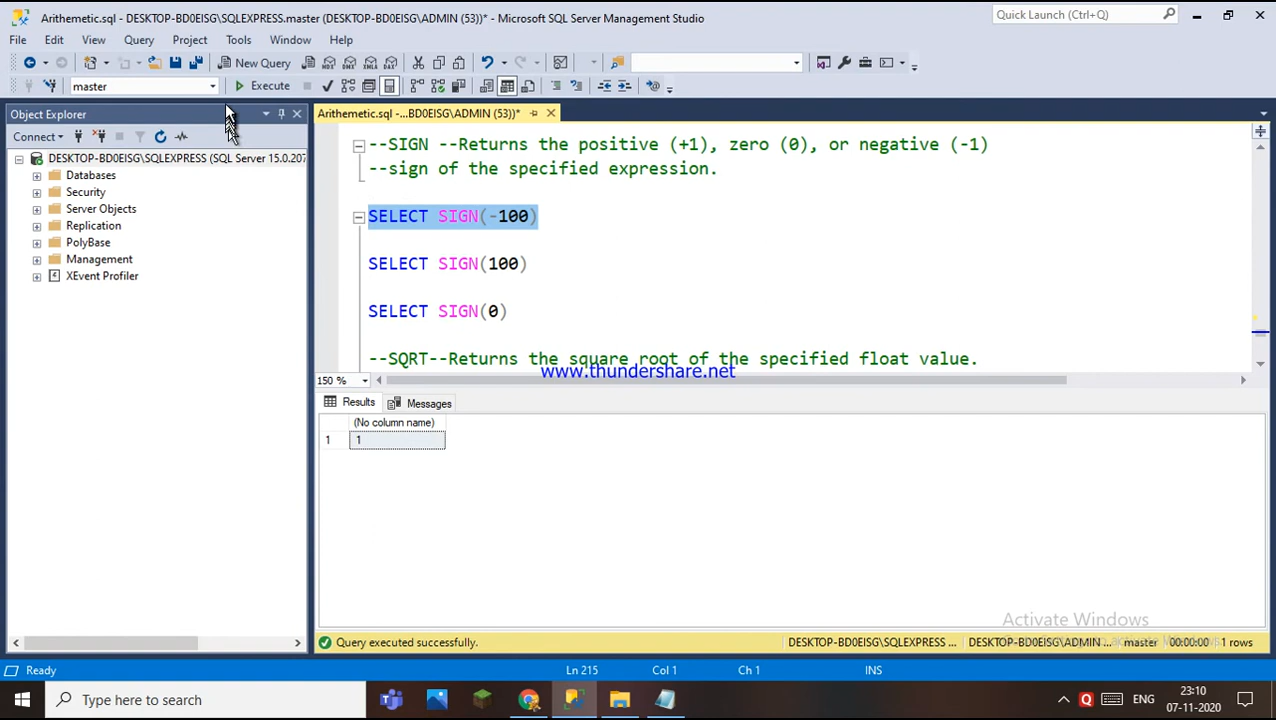 Arithemetic.sql - DESKTOP-BD0EISG\SQLEXPRESS.master (DESKTOP-BD0EISG\ADMIN (53))* - Microsoft SQL Server Management Studio
Quick Launch (Ctrl+Q)
File Edit View Query Project Tools Window Help
New Query
MDX DMX XMLA DAX
master
Execute
Object Explorer
Arithemetic.sql -...BD0EISG\ADMIN (53))*
Connect
DESKTOP-BD0EISG\SQLEXPRESS (SQL Server 15.0.207
Databases
Security
Server Objects
Replication
PolyBase
Management
XEvent Profiler
--SIGN --Returns the positive (+1), zero (0), or negative (-1)
--sign of the specified expression.
SELECT SIGN(-100)
SELECT SIGN(100)
SELECT SIGN(0)
--SQRT--Returns the square root of the specified float value.
www.thundershare.net
150 %
Results Messages
(No column name)
1 1
Activate Windows
Query executed successfully.
DESKTOP-BD0EISG\SQLEXPRESS ... DESKTOP-BD0EISG\ADMIN ... master 00:00:00 1 rows
Ready Ln 215 Col 1 Ch 1 INS
Type here to search
ENG
23:10
07-11-2020